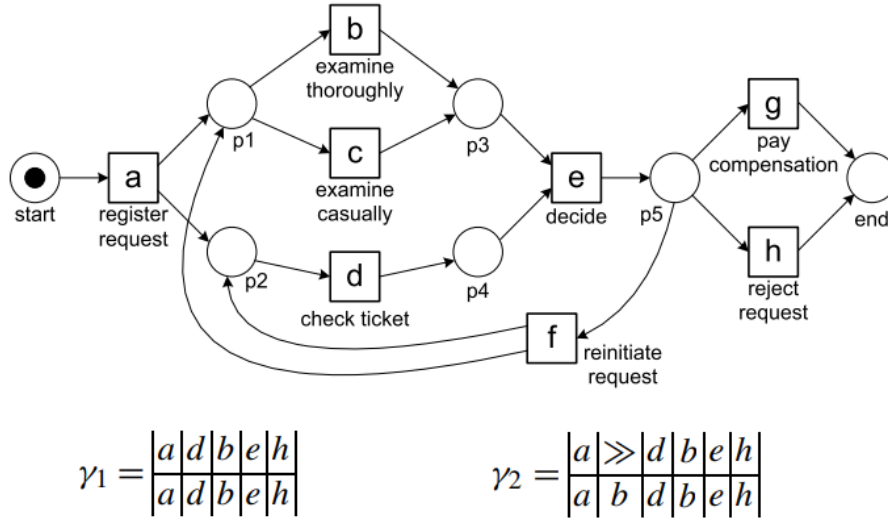 b
examine
thoroughly
p1
c
examine
casually
p3
start
a
register
request
e
decide
p5
g
pay
compensation
end
h
reject
request
p2
d
check ticket
p4
f
reinitiate
request
γ1 = |a|d|b|e|h|
|a|d|b|e|h|
γ2 = |a|≫|d|b|e|h|
|a|b|d|b|e|h|